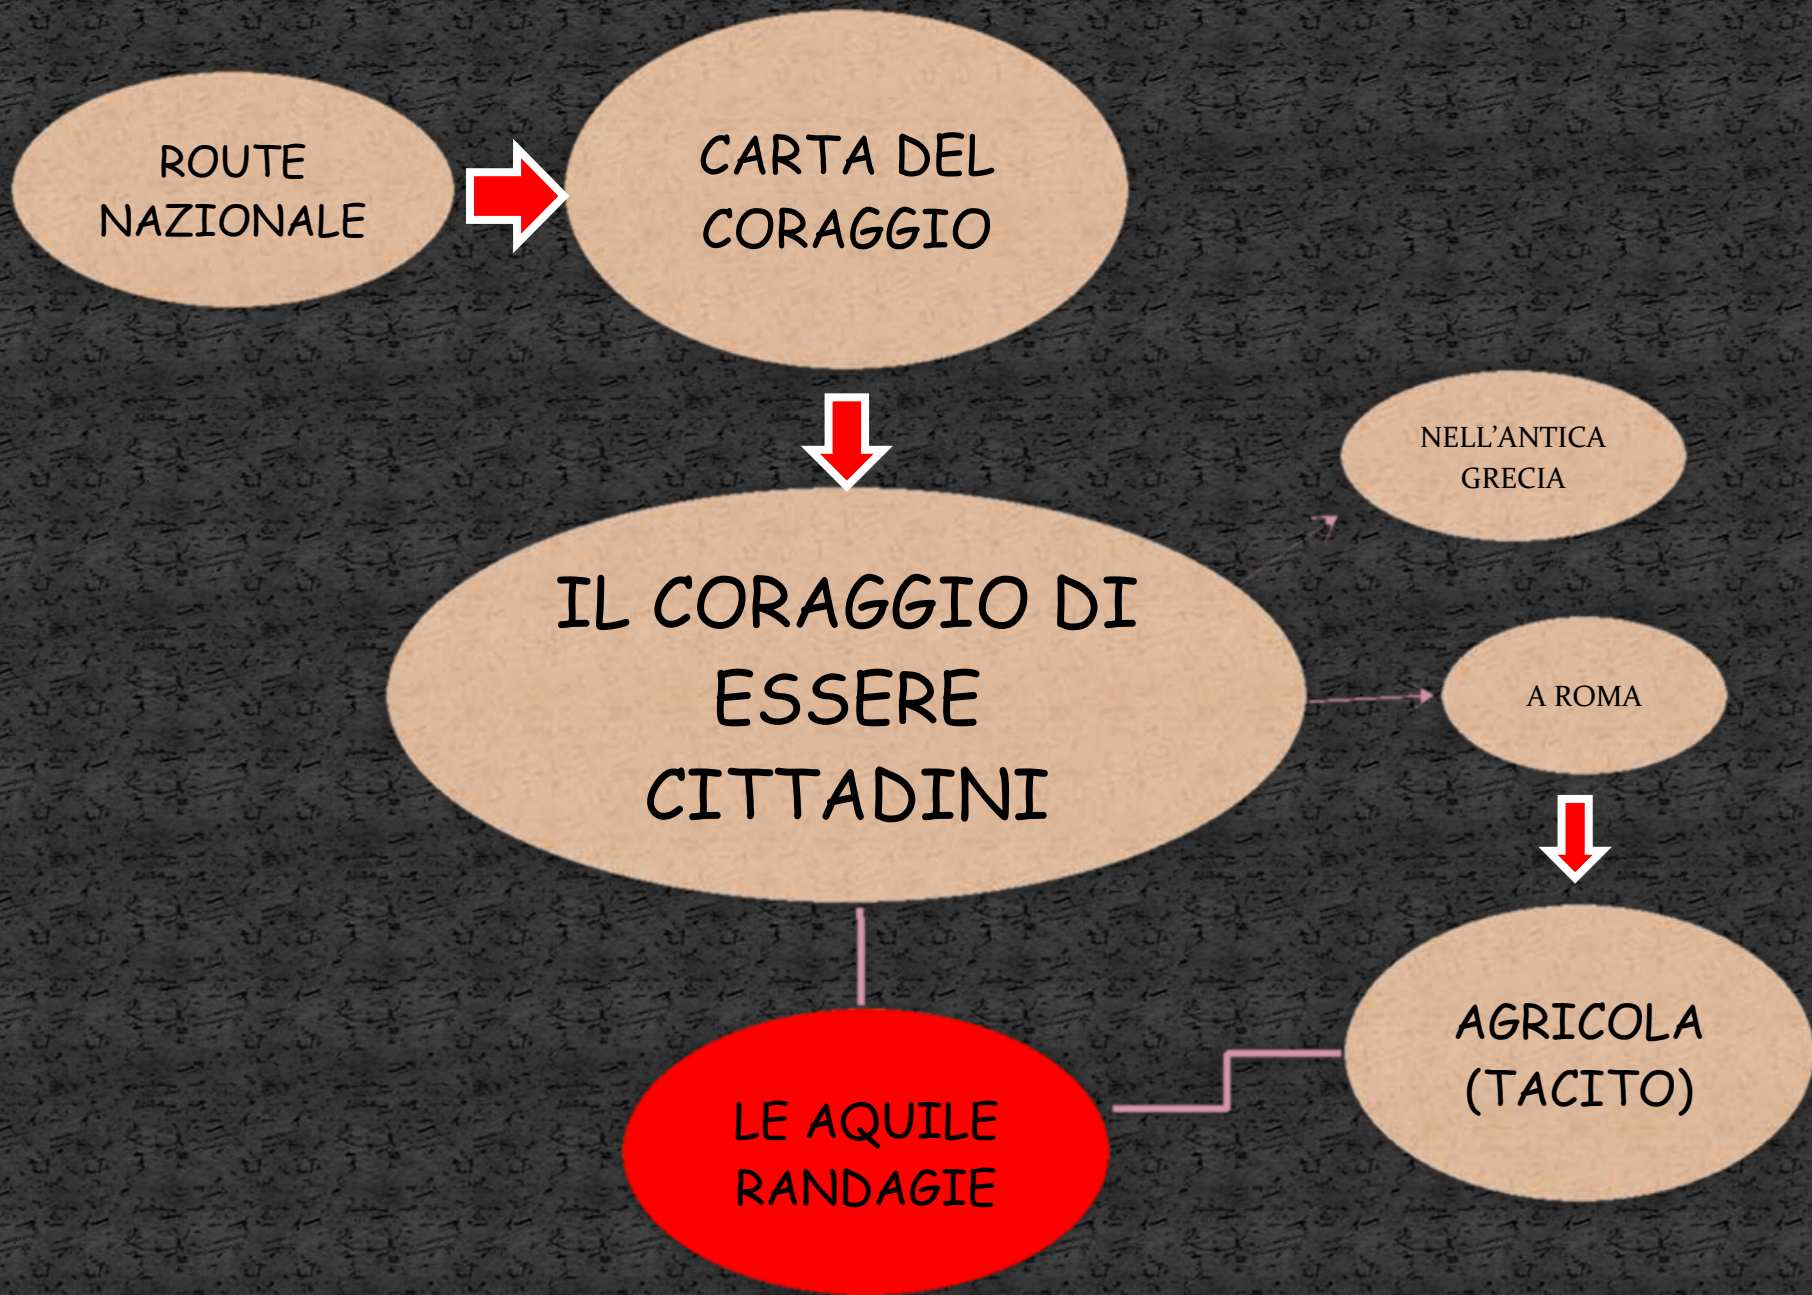 ROUTE
NAZIONALE
CARTA DEL
CORAGGIO
NELL’ANTICA
GRECIA
IL CORAGGIO DI
ESSERE
CITTADINI
A ROMA
AGRICOLA
(TACITO)
LE AQUILE
RANDAGIE